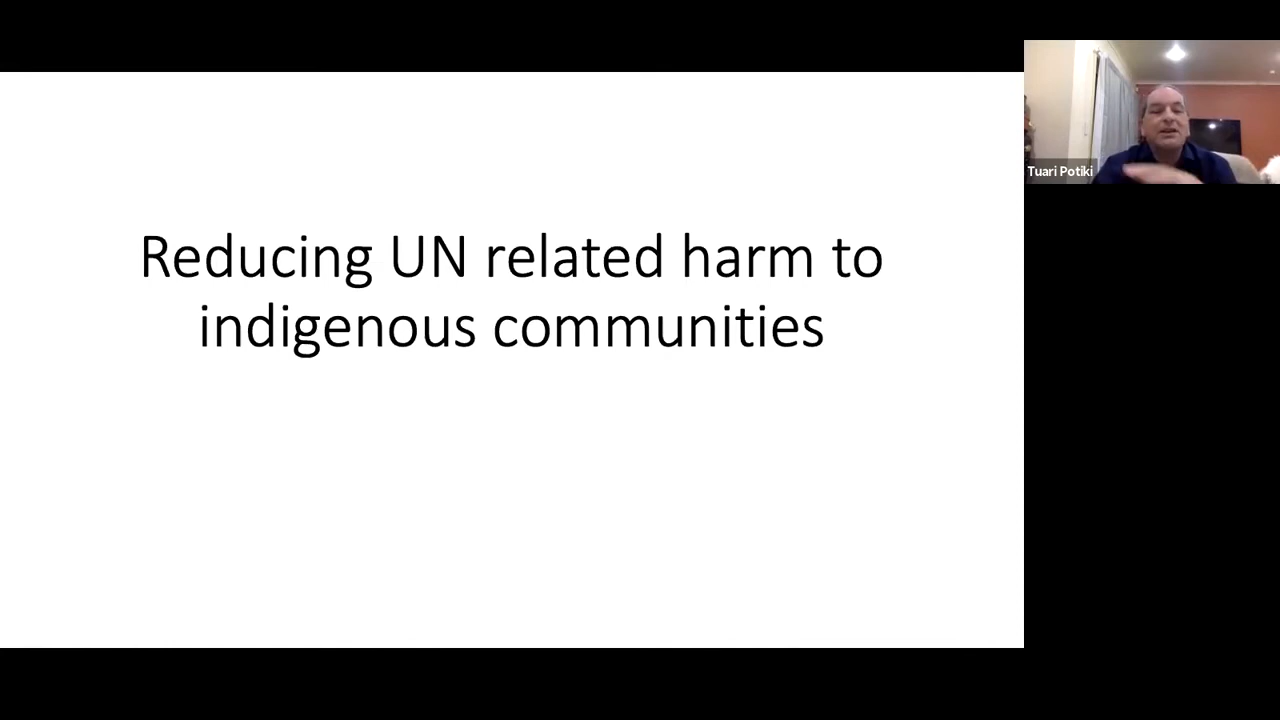 Reducing UN related harm to
indigenous communities
Tuari Potiki